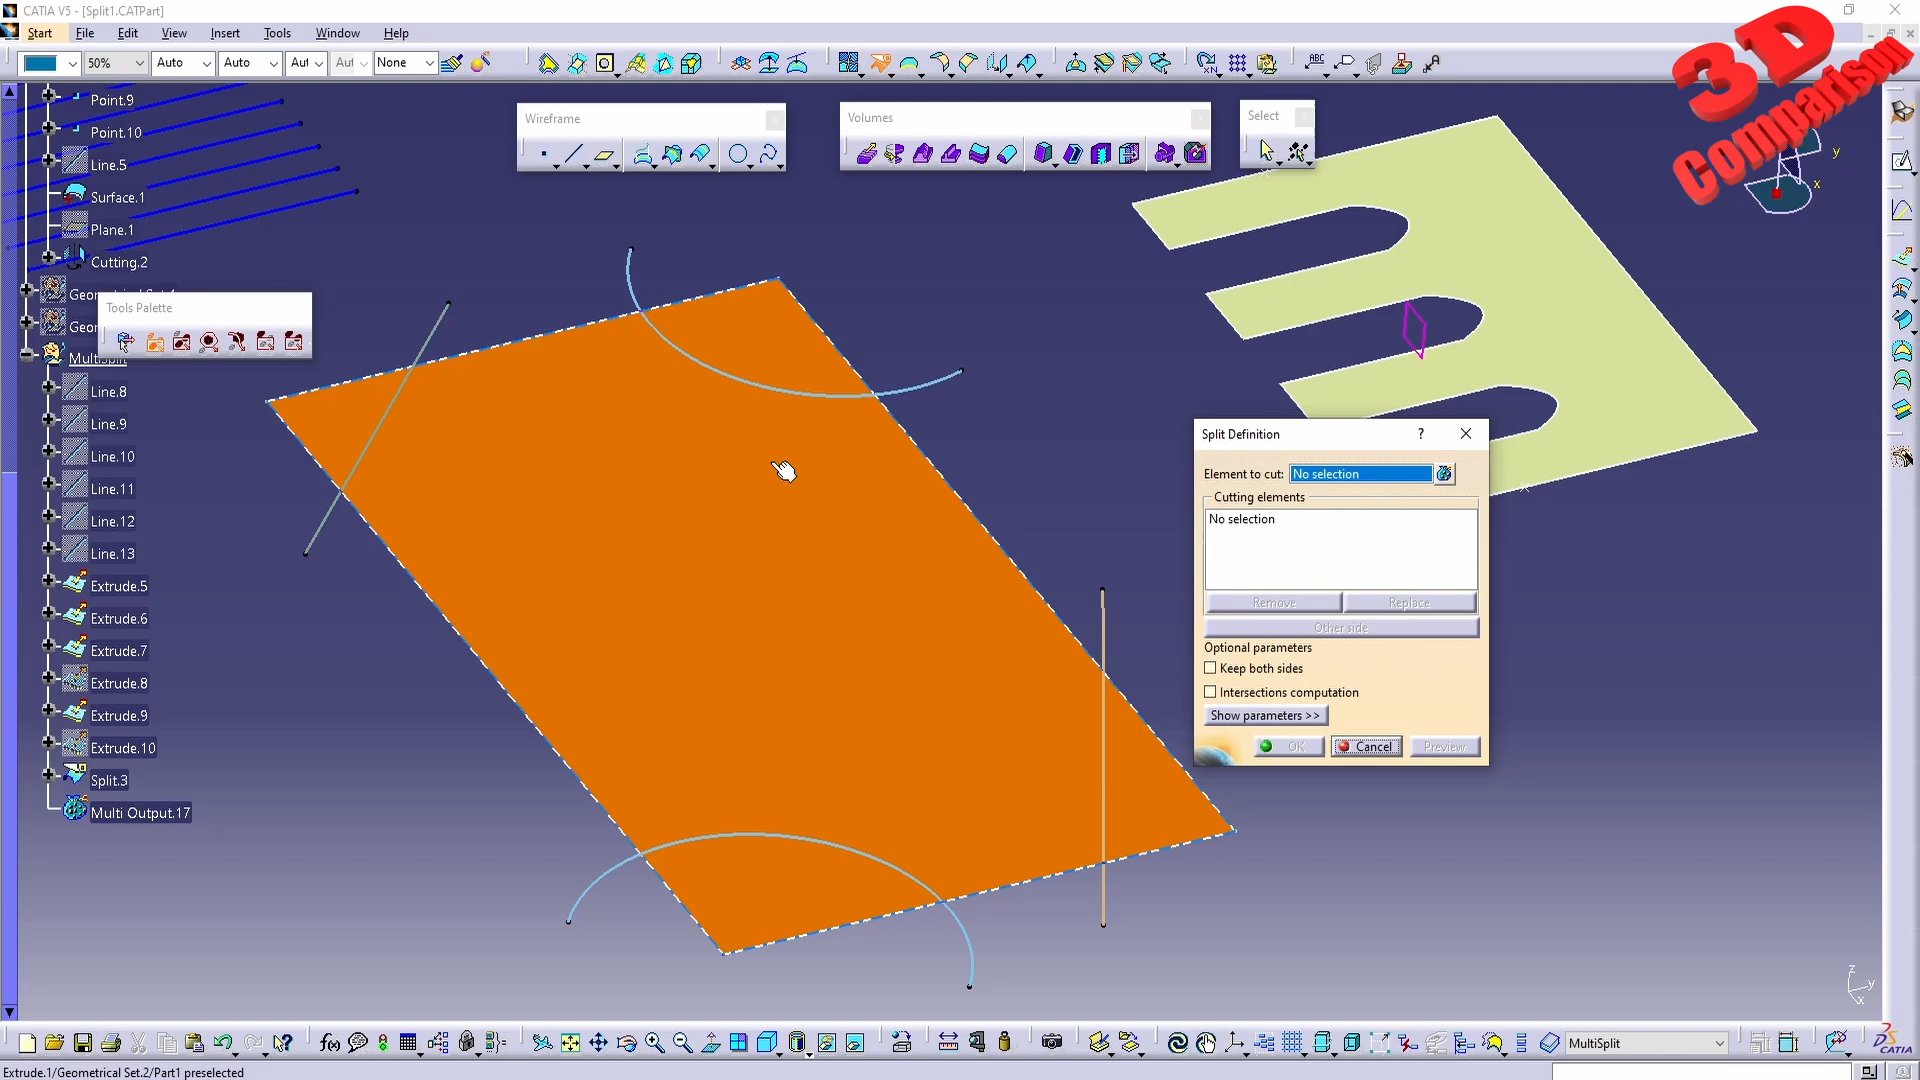 CATIA V5 - [Split1.CATPart]
Start File Edit View Insert Tools Window Help
50% Auto Auto Aut Aut None
3D Comparison
Wireframe
Volumes
Select
y
x
Point.9
Point.10
Line.5
Surface.1
Plane.1
Cutting.2
Tools Palette
MultiSplit
Line.8
Line.9
Line.10
Line.11
Line.12
Line.13
Extrude.5
Extrude.6
Extrude.7
Extrude.8
Extrude.9
Extrude.10
Split.3
Multi Output.17
Split Definition ?
Element to cut: No selection
Cutting elements
No selection
Remove Replace
Other side
Optional parameters
Keep both sides
Intersections computation
Show parameters >>
OK Cancel Preview
z
y
x
MultiSplit
CATIA
Extrude.1/Geometrical Set.2/Part1 preselected